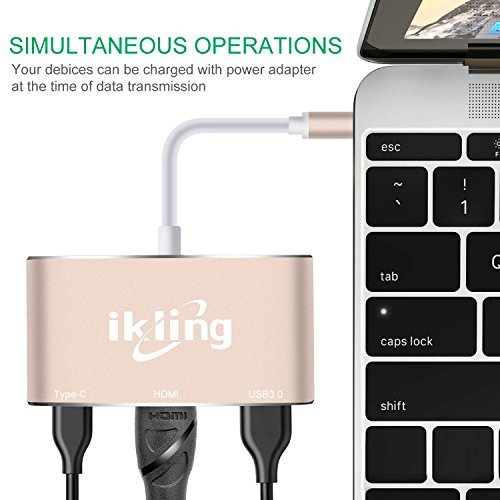 SIMULTANEOUS OPERATIONS
Your debices can be charged with power adapter
at the time of data transmission
esc
F
~
`
!
1
tab
Q
caps lock
shift
ikling
Type-C HDMI USB3.0
HDMI